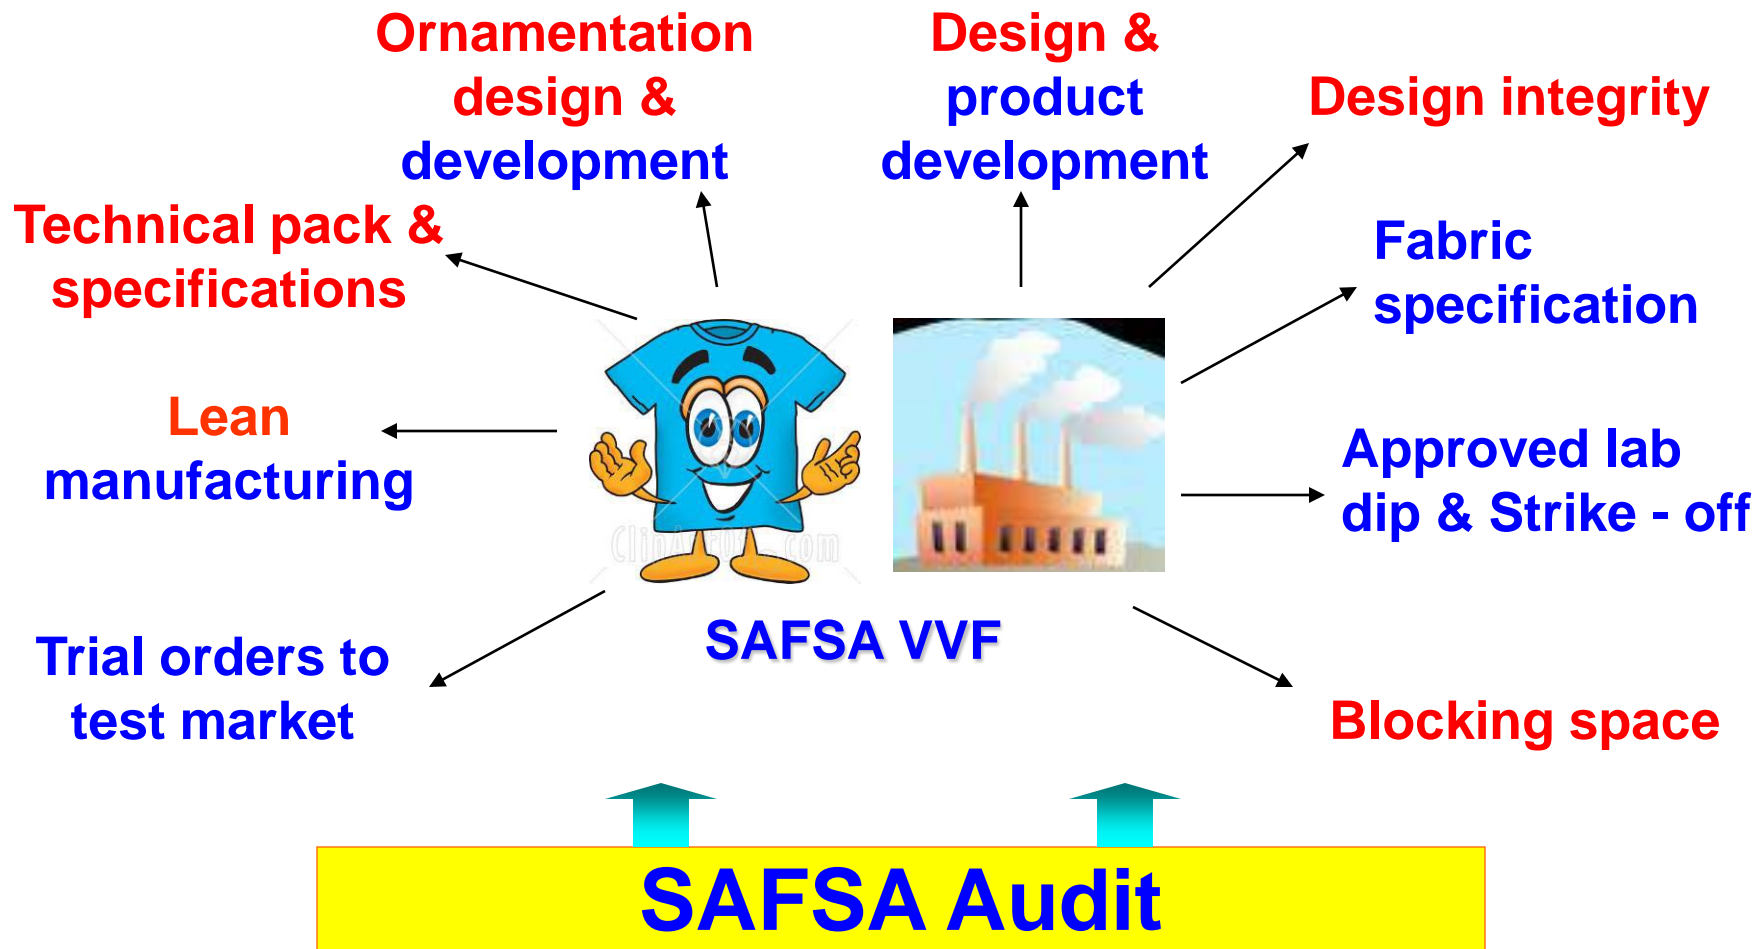 Ornamentation
design &
development
Design &
product
development
Design integrity
Technical pack &
specifications
Fabric
specification
Lean
manufacturing
Approved lab
dip & Strike - off
SAFSA VVF
Trial orders to
test market
Blocking space
SAFSA Audit